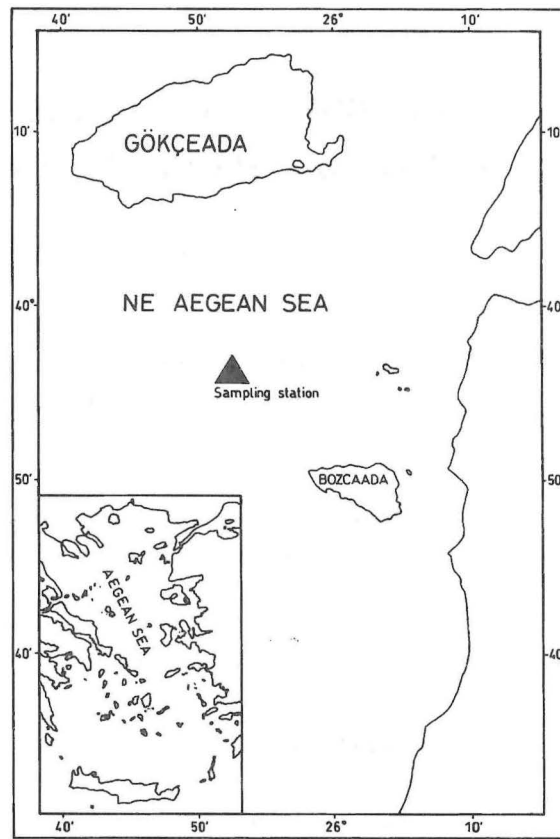 40' 50' 26° 10'
10' 10'
GÖKÇEADA
NE AEGEAN SEA
40° 40°
Sampling station
50' BOZCAADA 50'
AEGEAN SEA
40' 40'
40' 50' 26° 10'